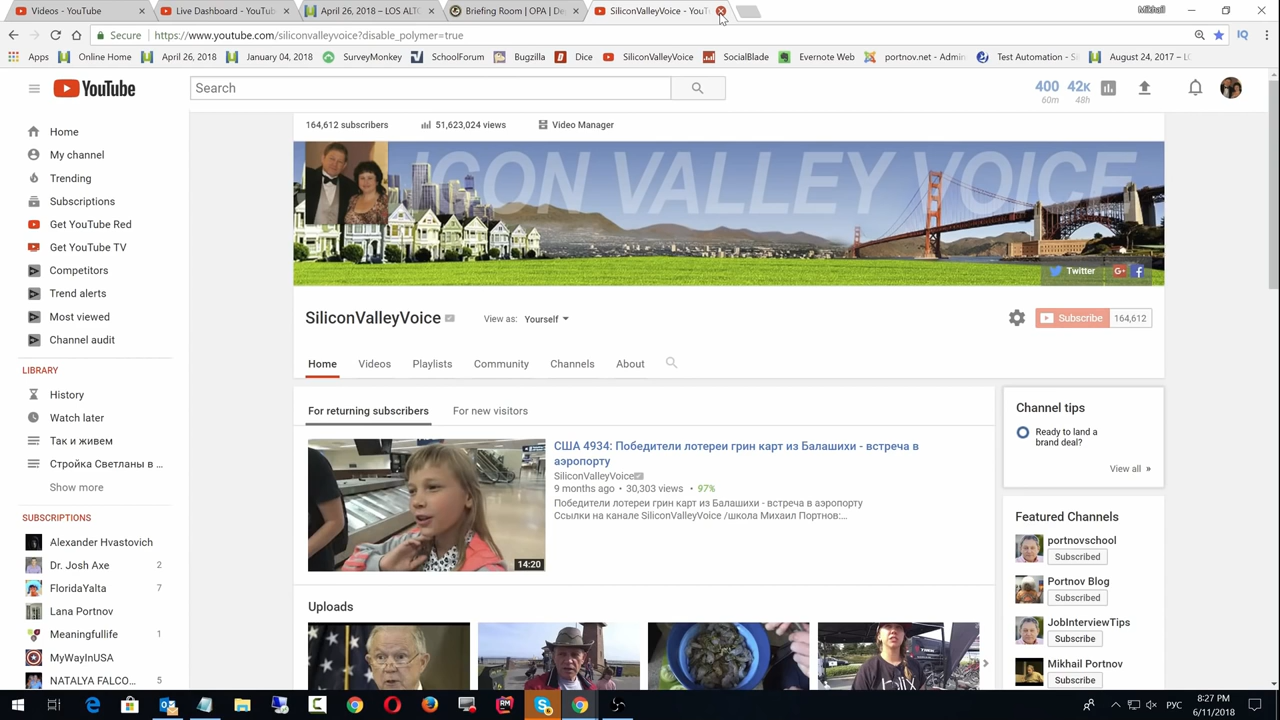 Videos - YouTube
Live Dashboard - YouTub
April 26, 2018 – LOS ALT
Briefing Room | OPA | De
SiliconValleyVoice - YouT
Mikhail
Secure
https://www.youtube.com/siliconvalleyvoice?disable_polymer=true
Apps
Online Home
April 26, 2018
January 04, 2018
SurveyMonkey
SchoolForum
Bugzilla
Dice
SiliconValleyVoice
SocialBlade
Evernote Web
portnov.net - Admin
Test Automation - Si
August 24, 2017 – L
YouTube
Search
400
60m
42K
48h
164,612 subscribers
51,623,024 views
Video Manager
ICON VALLEY VOICE
Twitter
SiliconValleyVoice
View as:
Yourself
Subscribe
164,612
Home
Videos
Playlists
Community
Channels
About
Home
My channel
Trending
Subscriptions
Get YouTube Red
Get YouTube TV
Competitors
Trend alerts
Most viewed
Channel audit
LIBRARY
History
Watch later
Так и живем
Стройка Светланы в ...
Show more
SUBSCRIPTIONS
Alexander Hvastovich
Dr. Josh Axe 2
FloridaYalta 7
Lana Portnov
Meaningfullife 1
MyWayInUSA
NATALYA FALCO... 5
For returning subscribers
For new visitors
США 4934: Победители лотереи грин карт из Балашихи - встреча в
аэропорту
SiliconValleyVoice
9 months ago • 30,303 views • 97%
Победители лотереи грин карт из Балашихи - встреча в аэропорту
Ссылки на канале SiliconValleyVoice /школа Михаил Портнов:...
14:20
Uploads
Channel tips
Ready to land a
brand deal?
View all »
Featured Channels
portnovschool
Subscribed
Portnov Blog
Subscribed
JobInterviewTips
Subscribe
Mikhail Portnov
Subscribe
РУС
8:27 PM
6/11/2018